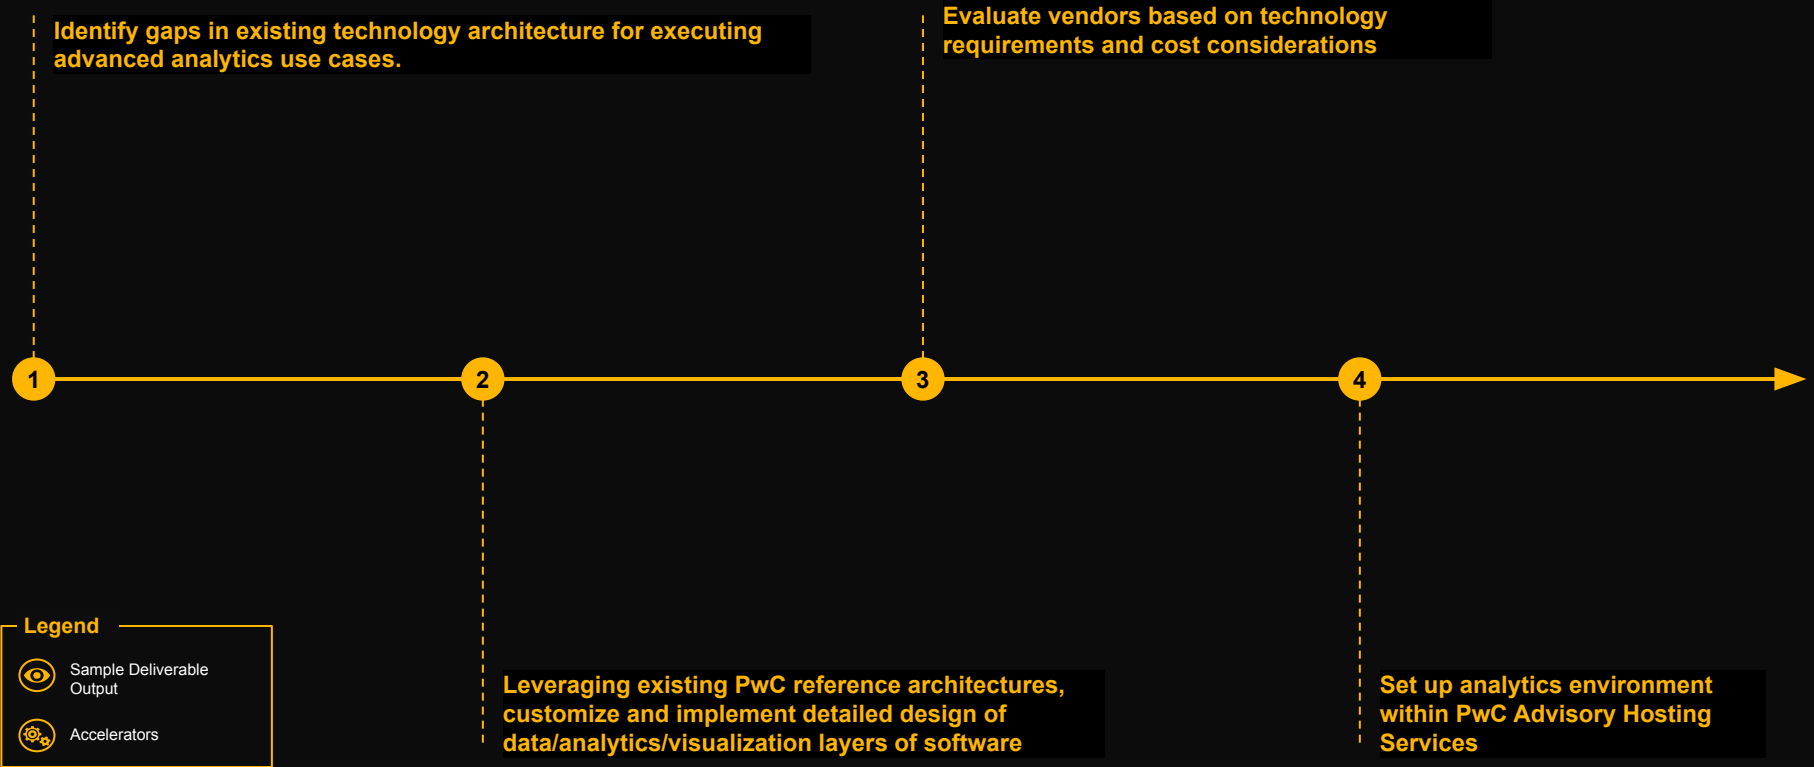 Identify gaps in existing technology architecture for executing
advanced analytics use cases.
Evaluate vendors based on technology
requirements and cost considerations
1
2
3
4
Legend
Sample Deliverable
Output
Accelerators
Leveraging existing PwC reference architectures,
customize and implement detailed design of
data/analytics/visualization layers of software
Set up analytics environment
within PwC Advisory Hosting
Services